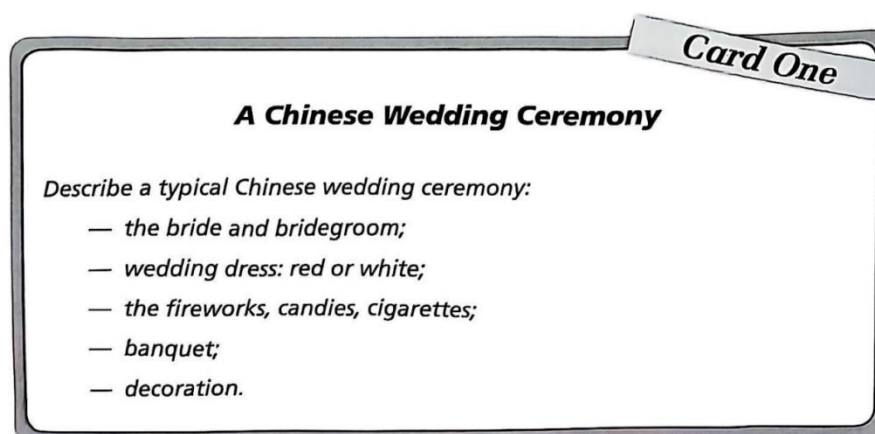 Card One
A Chinese Wedding Ceremony
Describe a typical Chinese wedding ceremony:
— the bride and bridegroom;
— wedding dress: red or white;
— the fireworks, candies, cigarettes;
— banquet;
— decoration.